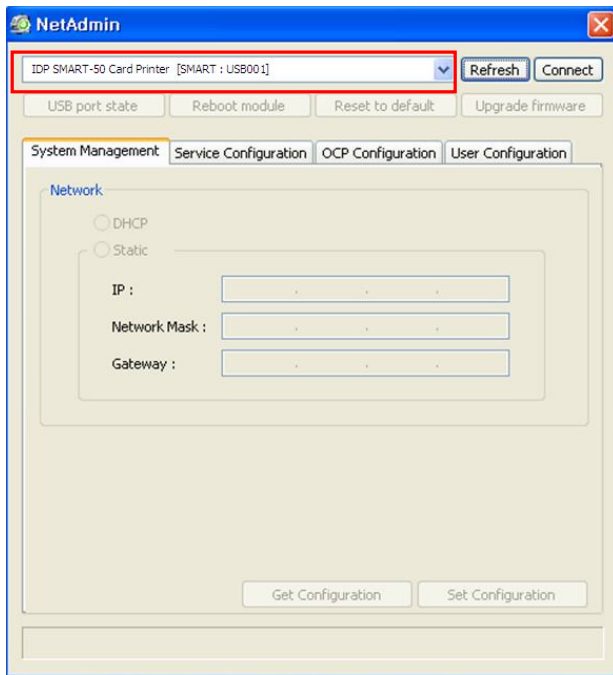 NetAdmin
IDP SMART-50 Card Printer [SMART : USB001] Refresh Connect
USB port state Reboot module Reset to default Upgrade firmware
System Management Service Configuration OCP Configuration User Configuration
Network
DHCP
Static
IP :
Network Mask :
Gateway :
Get Configuration Set Configuration